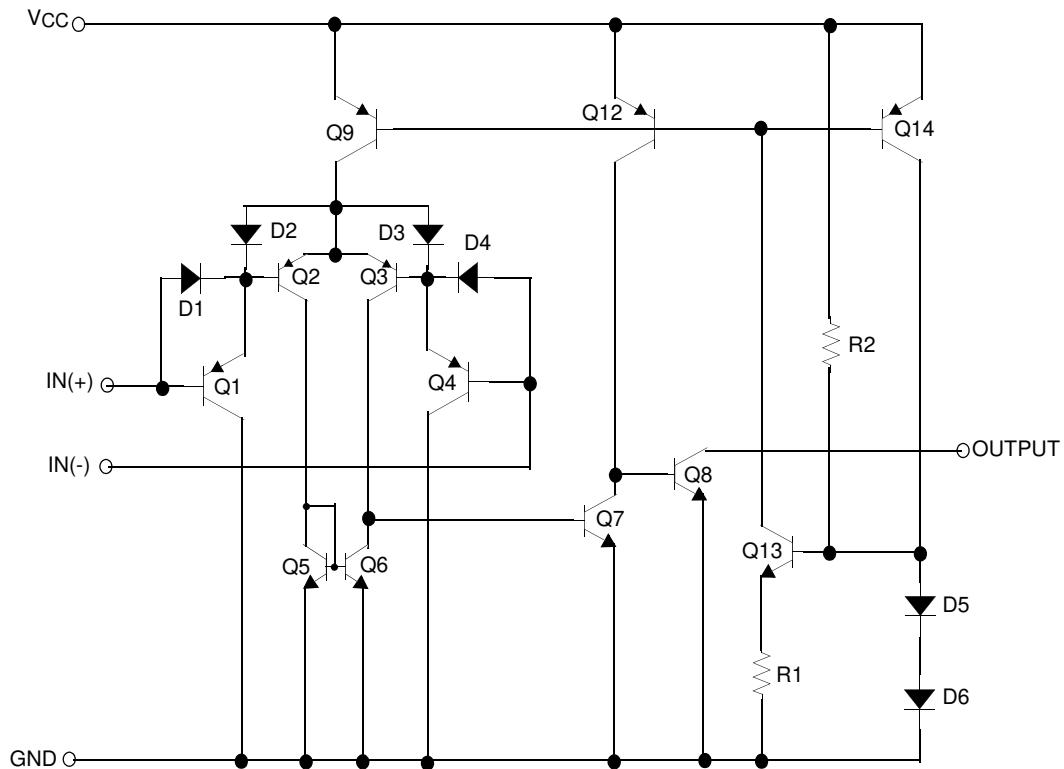 VCC
Q9
Q12
Q14
D2
D3
D4
Q2
Q3
D1
R2
IN(+)
Q1
Q4
IN(-)
OUTPUT
Q8
Q7
Q13
Q5
Q6
D5
R1
D6
GND